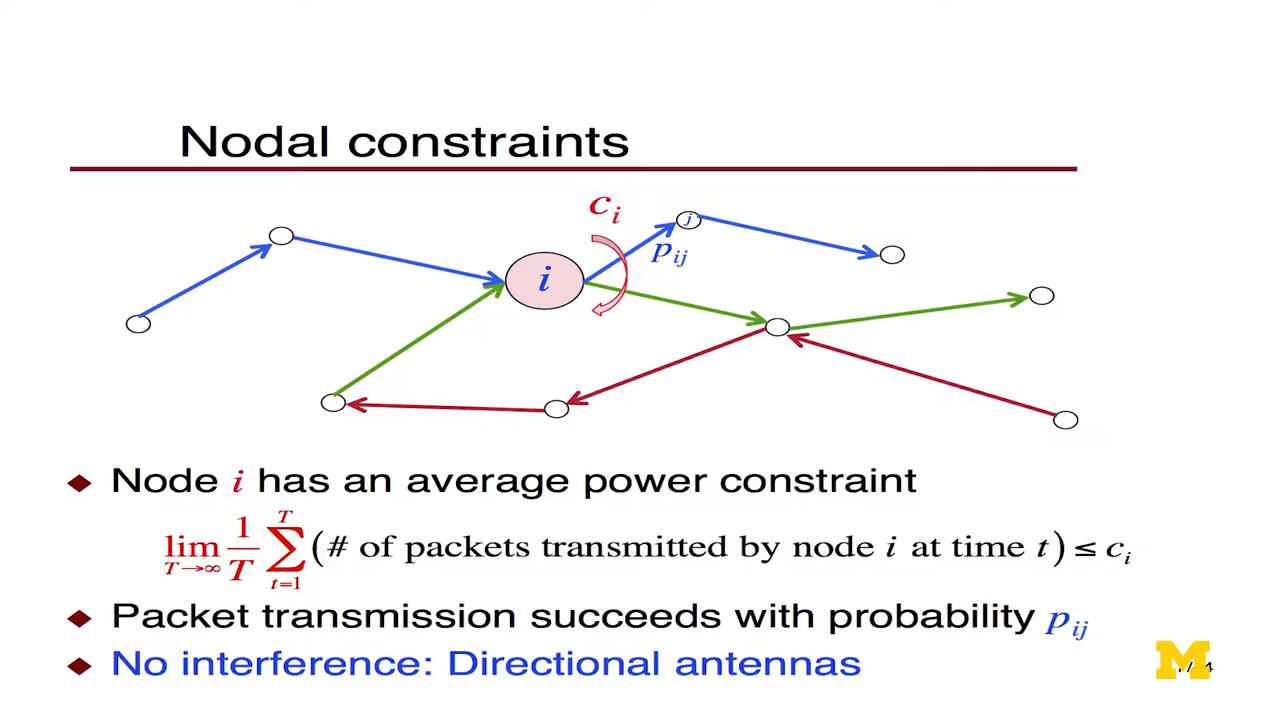 Nodal constraints
c_i
j
p_ij
i
◆ Node i has an average power constraint
lim_{T→∞} 1/T ∑_{t=1}^{T} (# of packets transmitted by node i at time t) ≤ c_i
◆ Packet transmission succeeds with probability p_ij
◆ No interference: Directional antennas
M